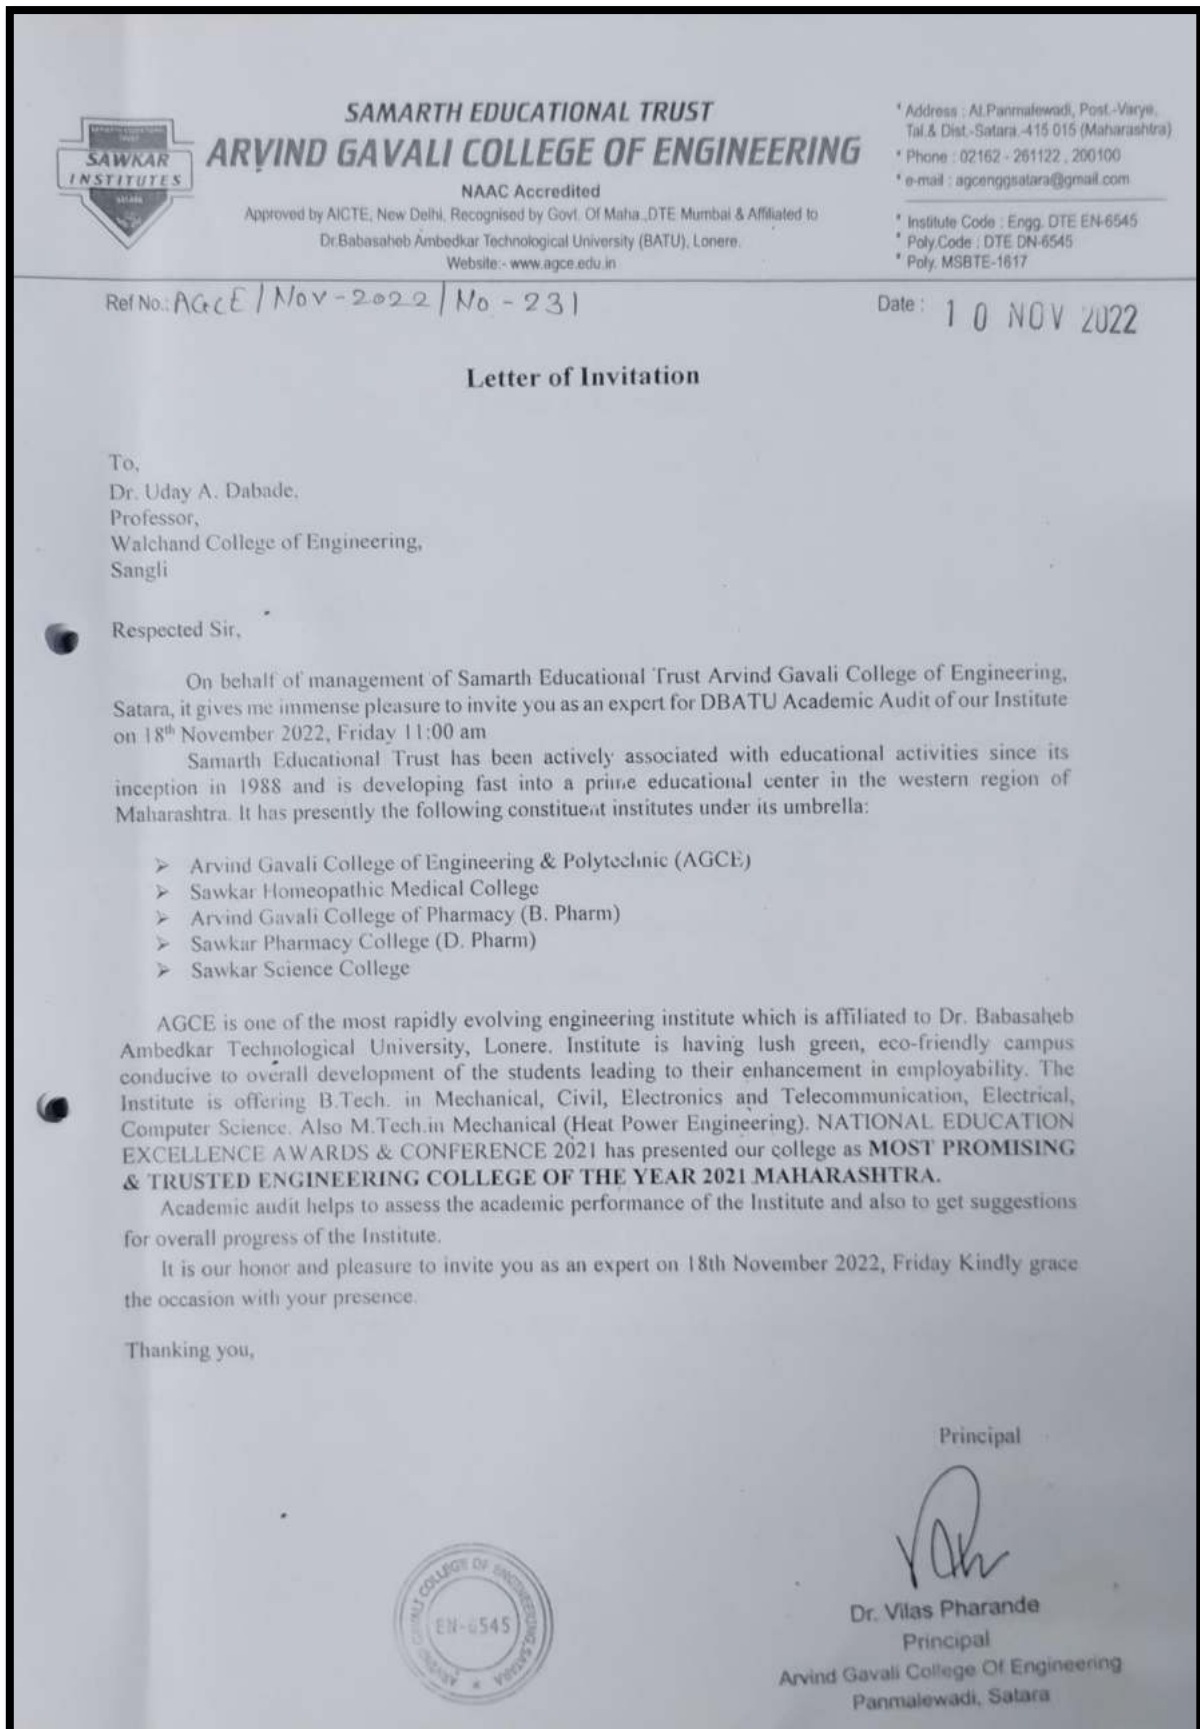 SAMARTH EDUCATIONAL TRUST
ARVIND GAVALI COLLEGE OF ENGINEERING
NAAC Accredited
Approved by AICTE, New Delhi, Recognised by Govt. Of Maha.,DTE Mumbai & Affiliated to
Dr.Babasaheb Ambedkar Technological University (BATU), Lonere.
Website:- www.agce.edu.in
SAWKAR
INSTITUTES
SATARA
* Address : At.Panmalewadi, Post.-Varye,
Tal.& Dist.-Satara.-415 015 (Maharashtra)
* Phone : 02162 - 261122 , 200100
* e-mail : agcenggsatara@gmail.com
* Institute Code : Engg. DTE EN-6545
* Poly.Code : DTE DN-6545
* Poly. MSBTE-1617
Ref No.: AGCE/Nov-2022/No-231
Date : 10 NOV 2022
Letter of Invitation
To,
Dr. Uday A. Dabade,
Professor,
Walchand College of Engineering,
Sangli
Respected Sir,
On behalf of management of Samarth Educational Trust Arvind Gavali College of Engineering,
Satara, it gives me immense pleasure to invite you as an expert for DBATU Academic Audit of our Institute
on 18th November 2022, Friday 11:00 am
Samarth Educational Trust has been actively associated with educational activities since its
inception in 1988 and is developing fast into a prime educational center in the western region of
Maharashtra. It has presently the following constituent institutes under its umbrella:
➢ Arvind Gavali College of Engineering & Polytechnic (AGCE)
➢ Sawkar Homeopathic Medical College
➢ Arvind Gavali College of Pharmacy (B. Pharm)
➢ Sawkar Pharmacy College (D. Pharm)
➢ Sawkar Science College
AGCE is one of the most rapidly evolving engineering institute which is affiliated to Dr. Babasaheb
Ambedkar Technological University, Lonere. Institute is having lush green, eco-friendly campus
conducive to overall development of the students leading to their enhancement in employability. The
Institute is offering B.Tech. in Mechanical, Civil, Electronics and Telecommunication, Electrical,
Computer Science. Also M.Tech.in Mechanical (Heat Power Engineering). NATIONAL EDUCATION
EXCELLENCE AWARDS & CONFERENCE 2021 has presented our college as MOST PROMISING
& TRUSTED ENGINEERING COLLEGE OF THE YEAR 2021 MAHARASHTRA.
Academic audit helps to assess the academic performance of the Institute and also to get suggestions
for overall progress of the Institute.
It is our honor and pleasure to invite you as an expert on 18th November 2022, Friday Kindly grace
the occasion with your presence.
Thanking you,
Principal
ARVIND GAVALI COLLEGE OF ENGINEERING, SATARA
EN-6545
Dr. Vilas Pharande
Principal
Arvind Gavali College Of Engineering
Panmalewadi, Satara